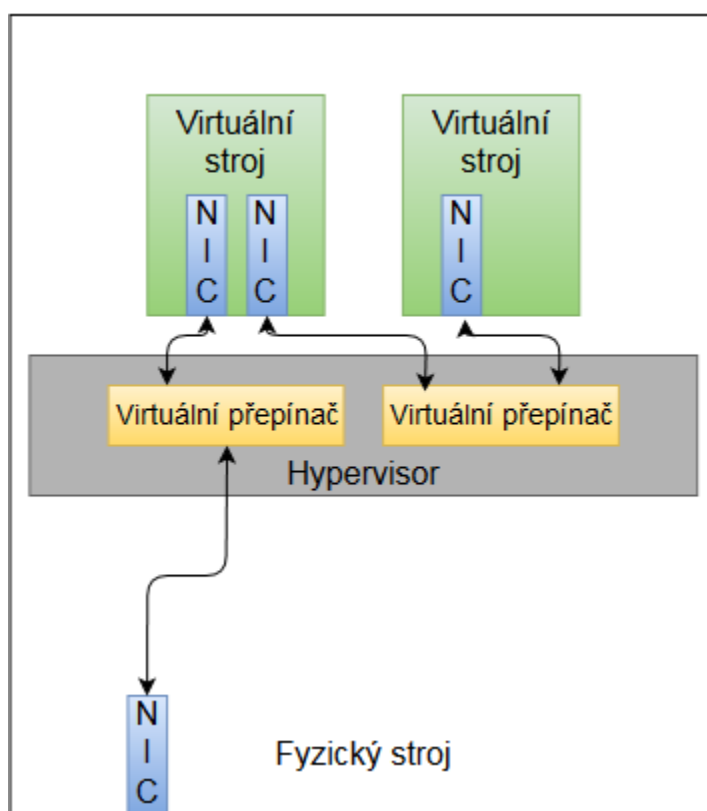 Virtuální
stroj
N
I
C
N
I
C
Virtuální
stroj
N
I
C
Virtuální přepínač
Virtuální přepínač
Hypervisor
N
I
C
Fyzický stroj